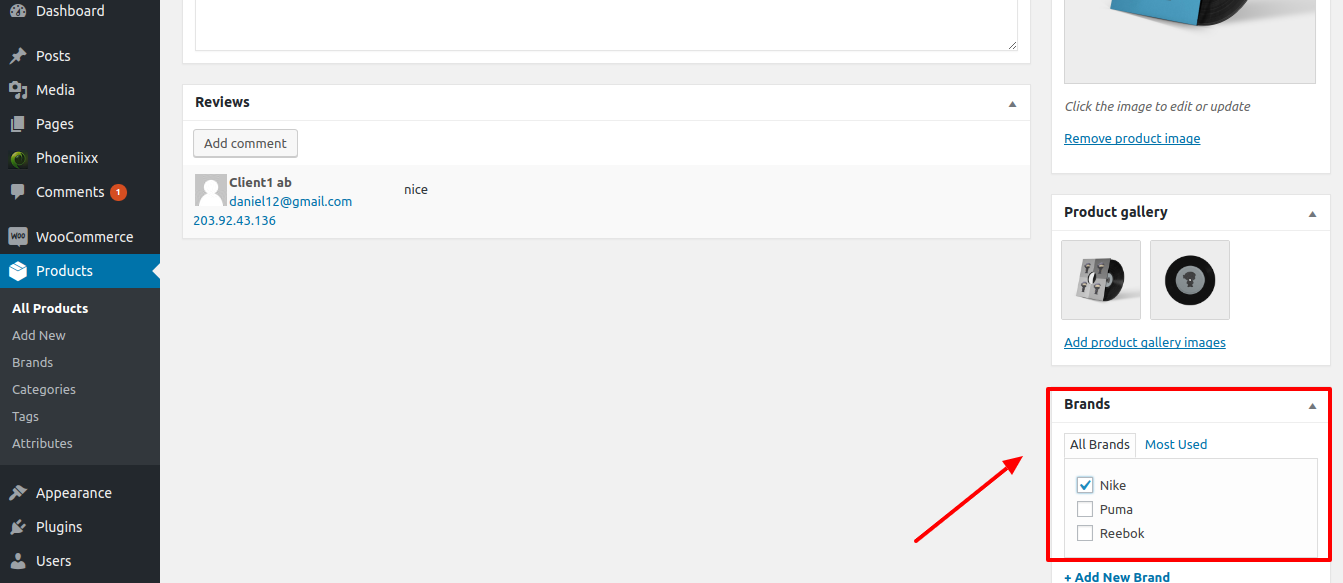 Dashboard
Posts
Media
Pages
Phoeniixx
Comments 1
WOO WooCommerce
Products
All Products
Add New
Brands
Categories
Tags
Attributes
Appearance
Plugins
Users
Reviews
Add comment
Client1 ab
daniel12@gmail.com
203.92.43.136
nice
Click the image to edit or update
Remove product image
Product gallery
Add product gallery images
Brands
All Brands Most Used
Nike
Puma
Reebok
+ Add New Brand